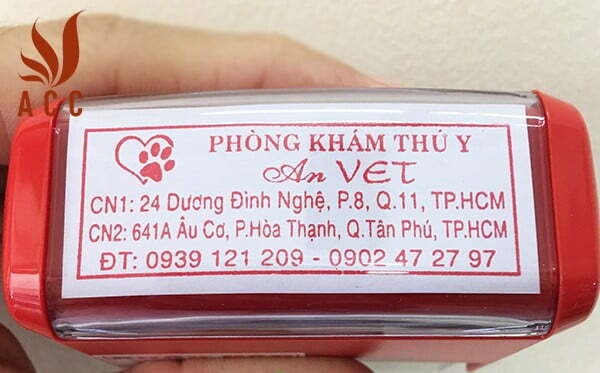 ACC
PHÒNG KHÁM THÚ Y
An VET
CN1: 24 Dương Đình Nghệ, P.8, Q.11, TP.HCM
CN2: 641A Âu Cơ, P.Hòa Thạnh, Q.Tân Phú, TP.HCM
ĐT: 0939 121 209 - 0902 47 27 97